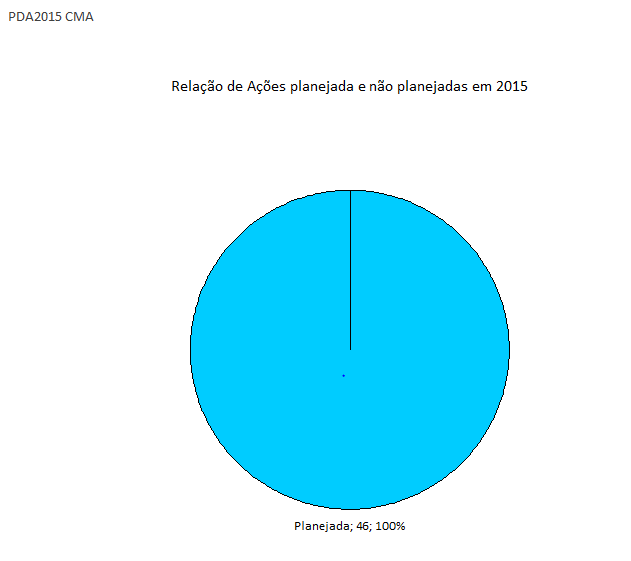 PDA2015 CMA
Relação de Ações planejada e não planejadas em 2015
Planejada; 46; 100%